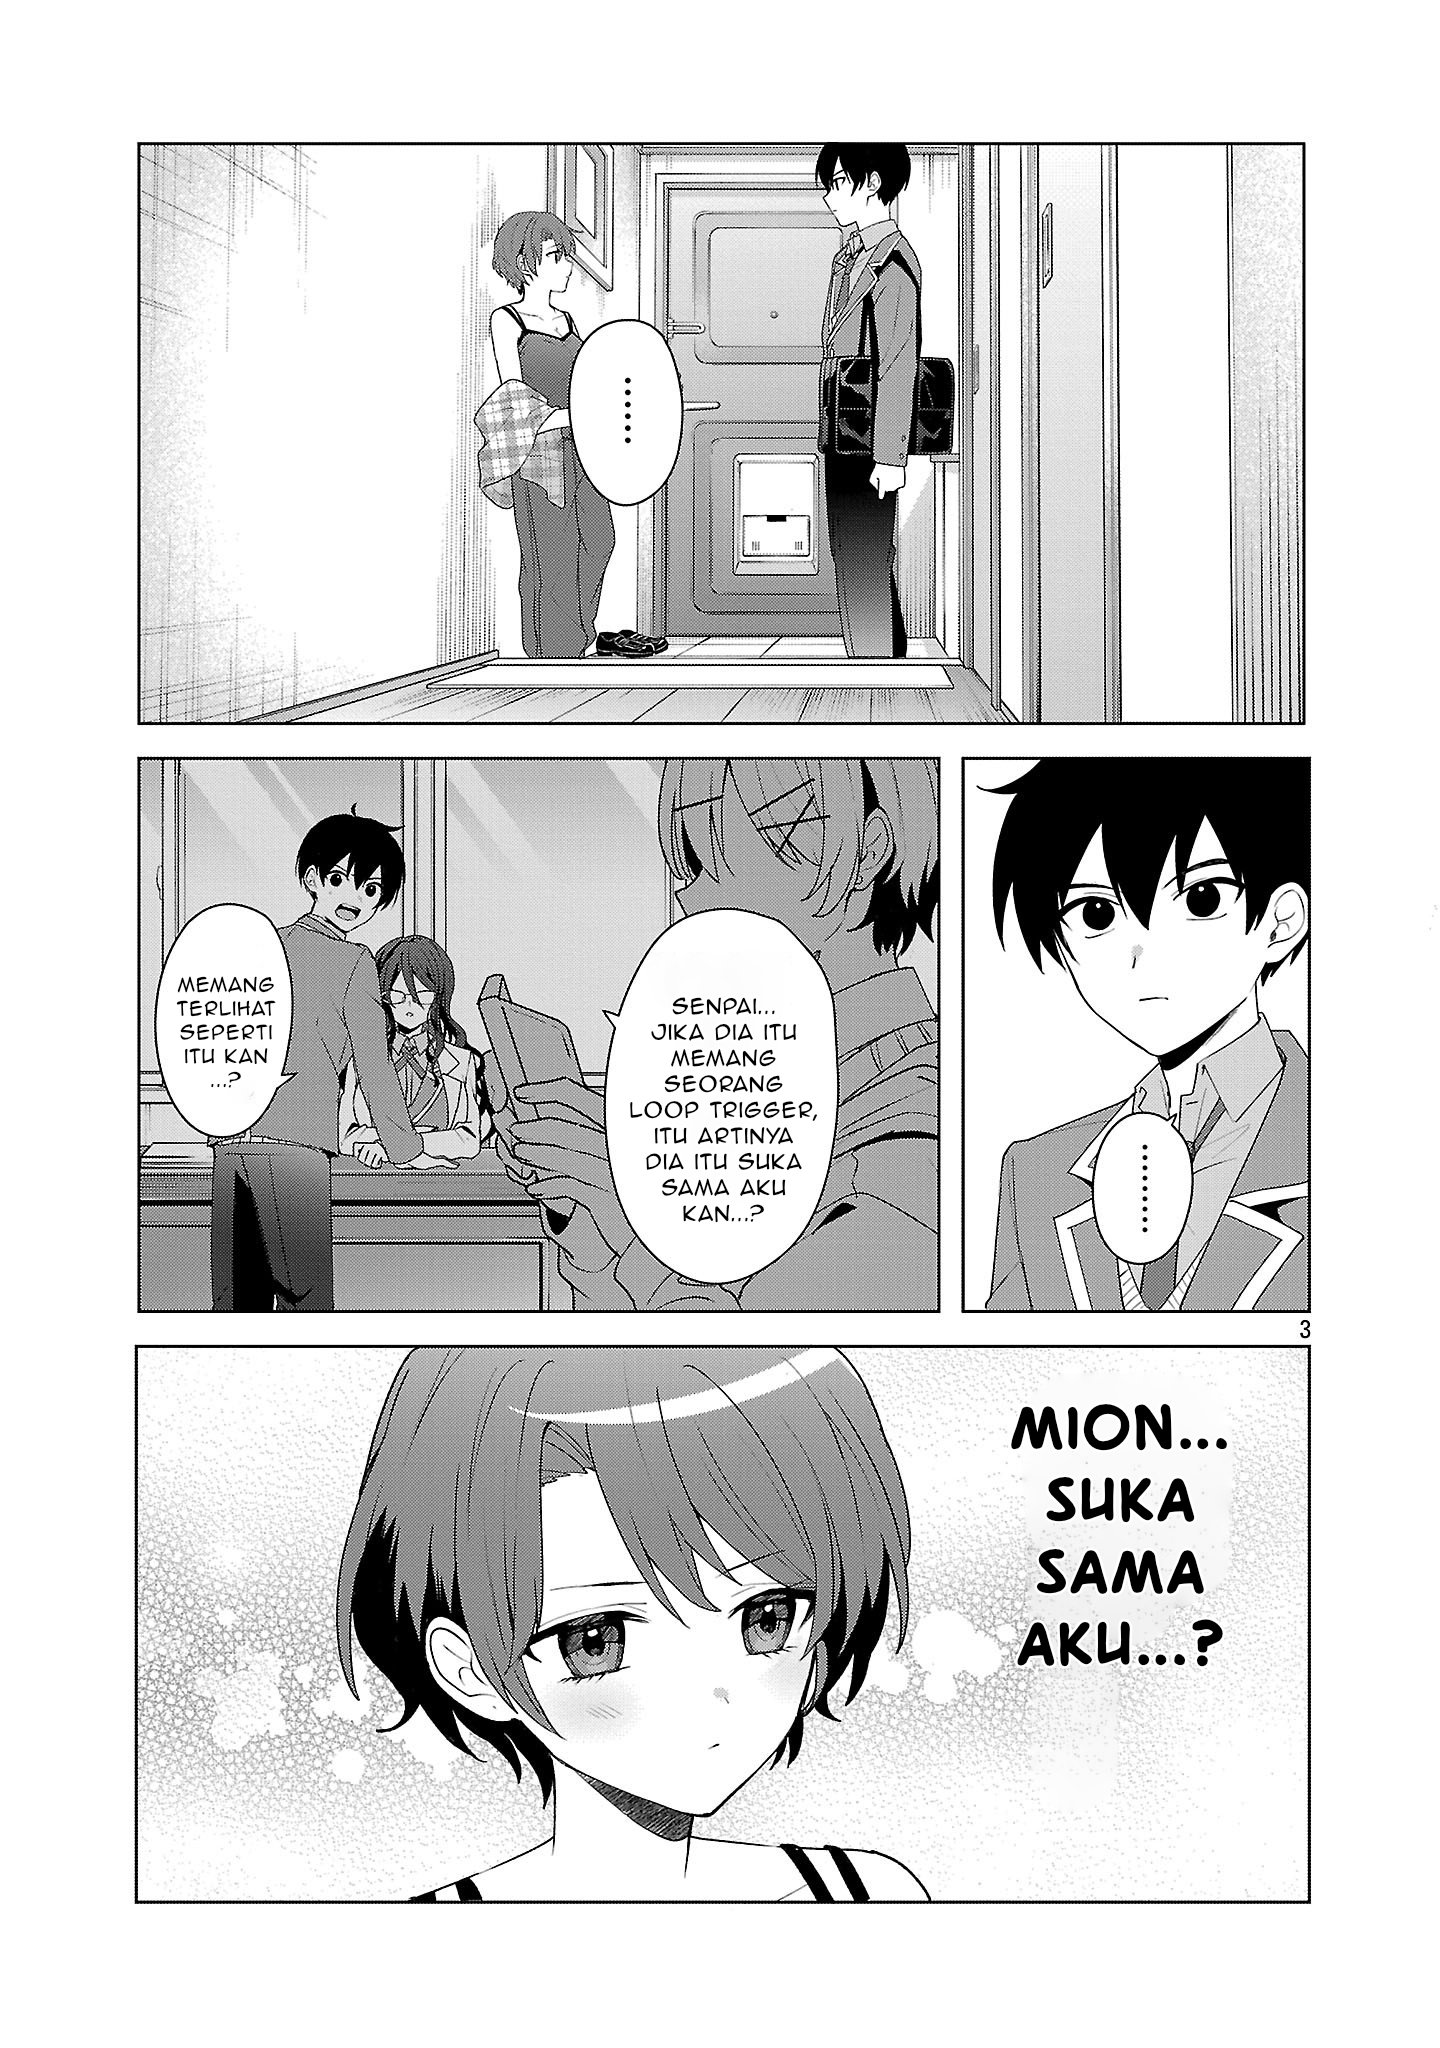 .......
.......
SENPAI...
JIKA DIA ITU
MEMANG
SEORANG
LOOP TRIGGER,
ITU ARTINYA
DIA ITU SUKA
SAMA AKU
KAN...?
MEMANG
TERLIHAT
SEPERTI
ITU KAN
...?
3
MION...
SUKA
SAMA
AKU...?